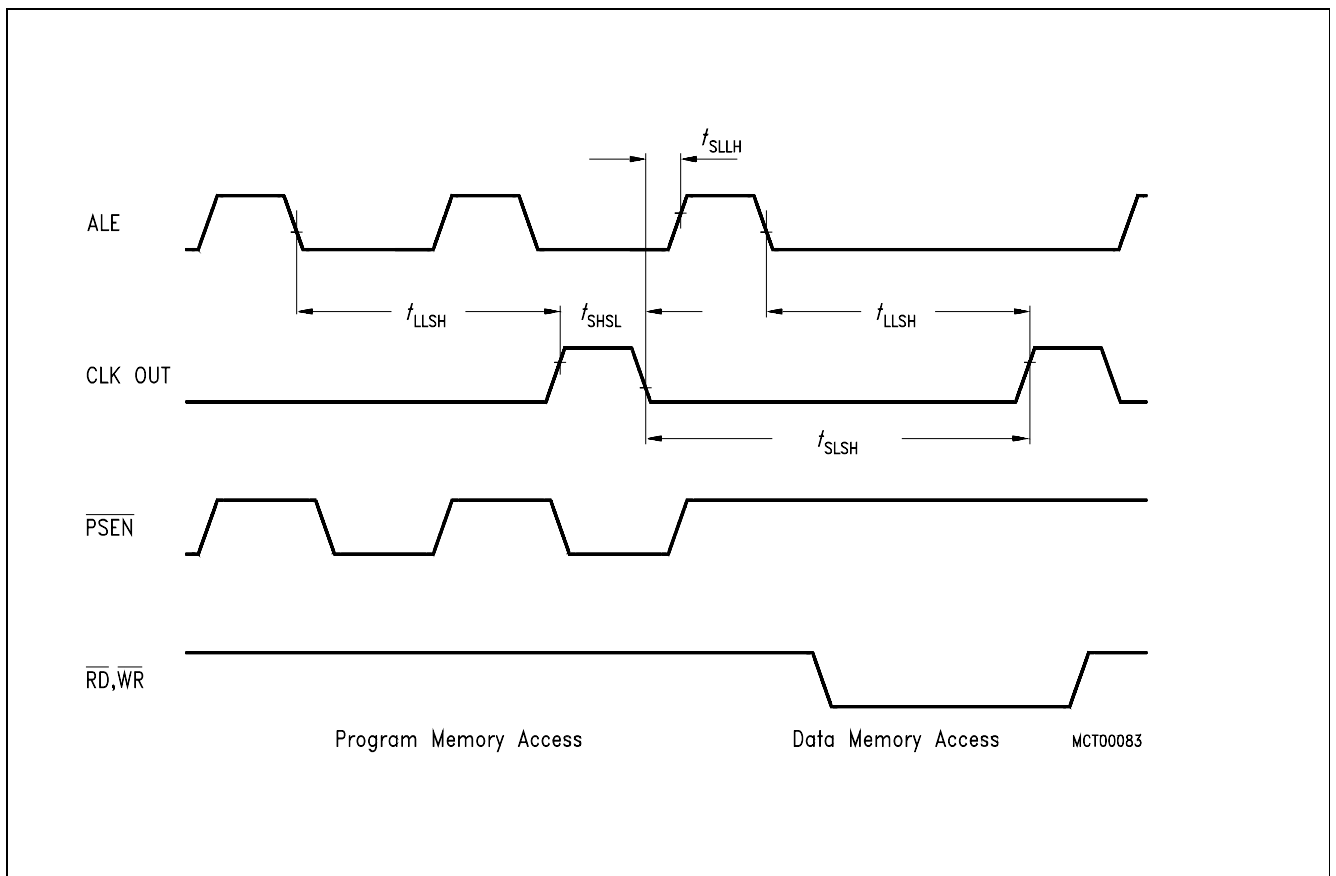 tSLLH
ALE
tLLSH tSHSL tLLSH
CLK OUT
tSLSH
PSEN
RD,WR
Program Memory Access Data Memory Access MCT00083